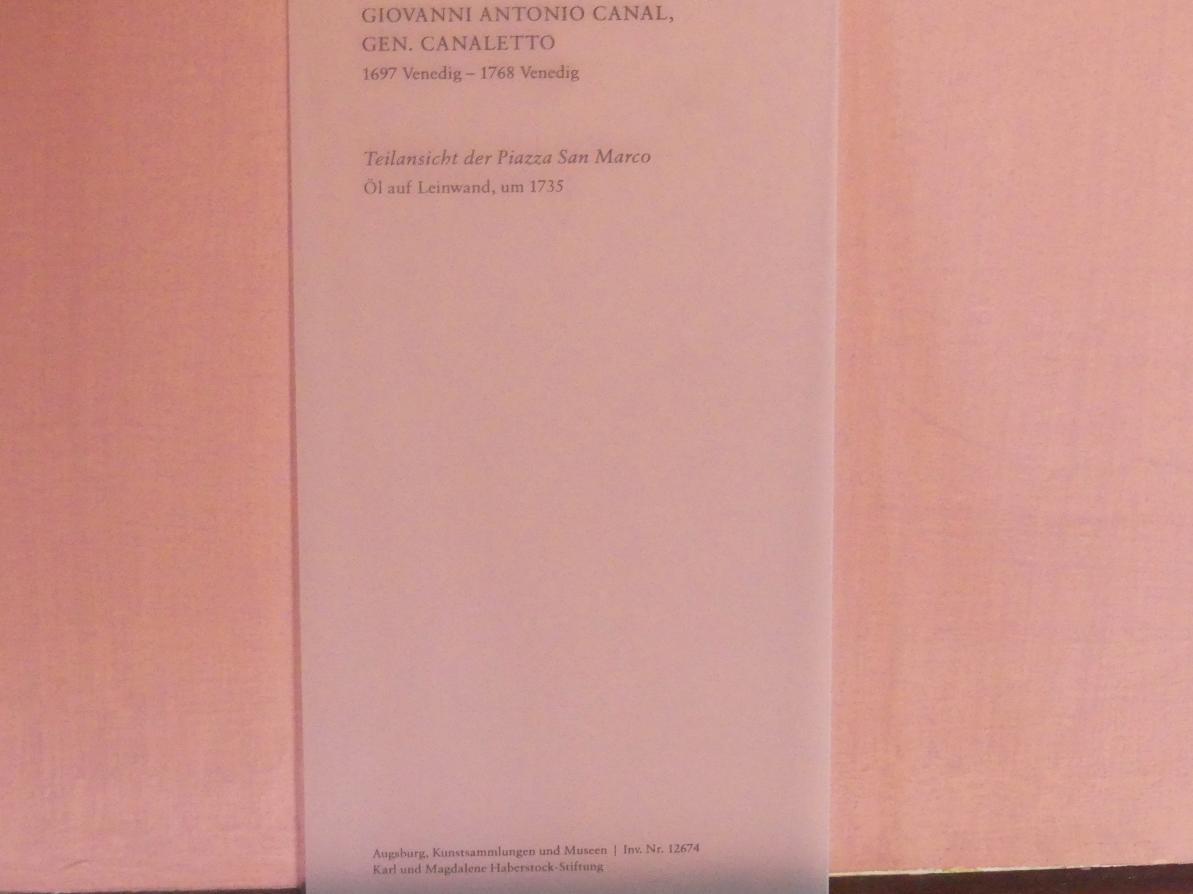 GIOVANNI ANTONIO CANAL,
GEN. CANALETTO
1697 Venedig – 1768 Venedig
Teilansicht der Piazza San Marco
Öl auf Leinwand, um 1735
Augsburg, Kunstsammlungen und Museen | Inv. Nr. 12674
Karl und Magdalene Haberstock-Stiftung